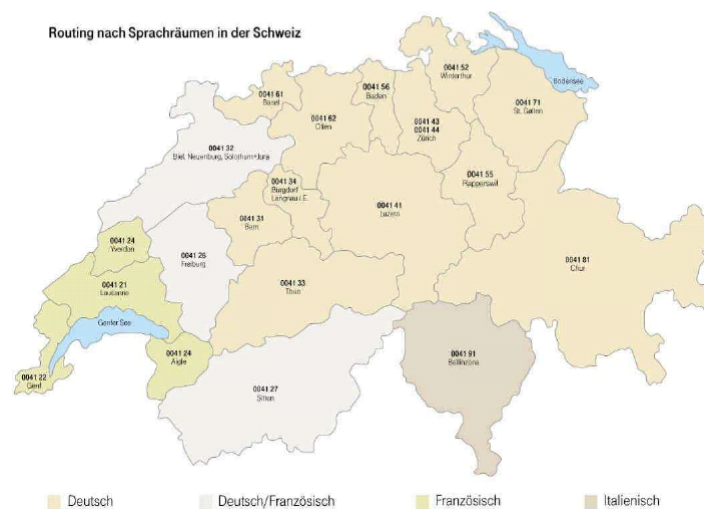 Routing nach Sprachräumen in der Schweiz
0041 52
Winterthur
Bodensee
0041 61
Basel
0041 56
Baden
0041 71
St. Gallen
0041 62
Olten
0041 43
0041 44
Zürich
0041 32
Biel, Neuenburg, Solothurn+Jura
0041 55
Rapperswil
0041 34
Burgdorf
Langnau i.E.
0041 41
Luzern
0041 31
Bern
0041 24
Yverdon
0041 26
Freiburg
0041 81
Chur
0041 21
Lausanne
0041 33
Thun
Genfer See
0041 24
Aigle
0041 91
Bellinzona
0041 22
Genf
0041 27
Sitten
Deutsch
Deutsch/Französisch
Französisch
Italienisch